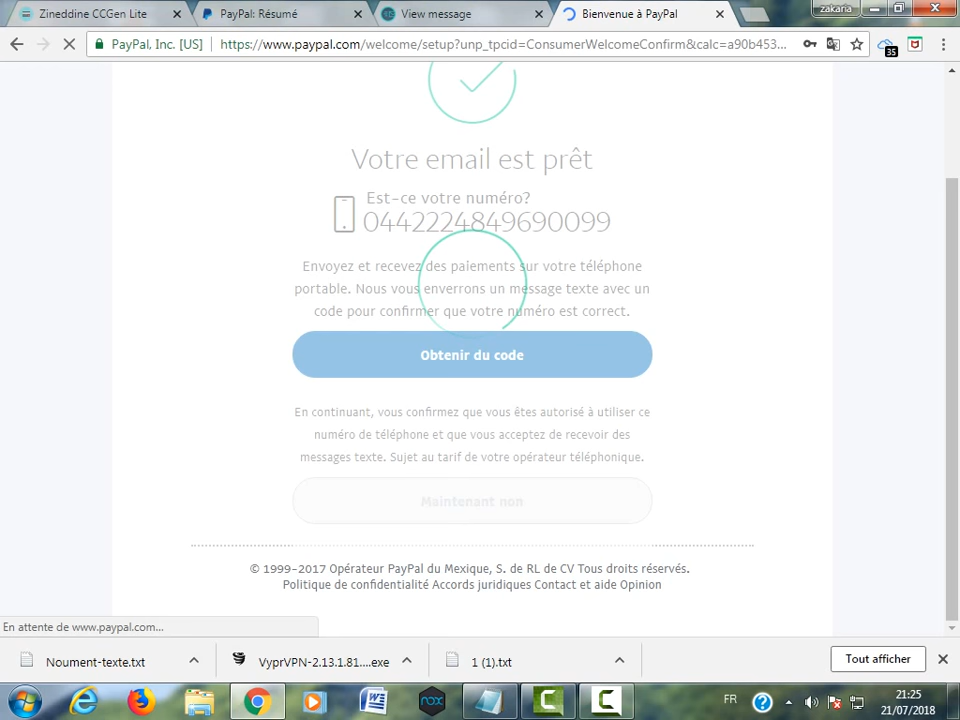 Zineddine CCGen Lite
PayPal: Résumé
View message
Bienvenue à PayPal
zakaria
PayPal, Inc. [US]
https://www.paypal.com/welcome/setup?unp_tpcid=ConsumerWelcomeConfirm&calc=a90b453...
35
Votre email est prêt
Est-ce votre numéro?
0442224849690099
Envoyez et recevez des paiements sur votre téléphone
portable. Nous vous enverrons un message texte avec un
code pour confirmer que votre numéro est correct.
Obtenir du code
En continuant, vous confirmez que vous êtes autorisé à utiliser ce
numéro de téléphone et que vous acceptez de recevoir des
messages texte. Sujet au tarif de votre opérateur téléphonique.
Maintenant non
© 1999-2017 Opérateur PayPal du Mexique, S. de RL de CV Tous droits réservés.
Politique de confidentialité Accords juridiques Contact et aide Opinion
En attente de www.paypal.com...
Noument-texte.txt
VyprVPN-2.13.1.81....exe
1 (1).txt
Tout afficher
nox
FR
21:25
21/07/2018